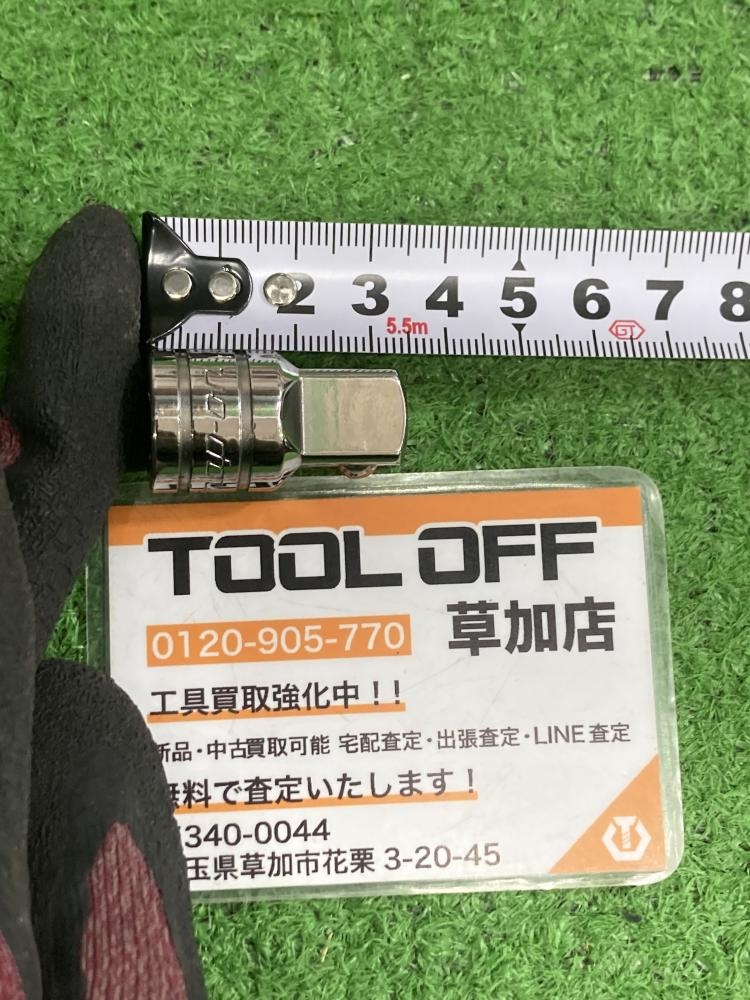 2 3 4 5 6 7 8
5.5m
TOOL OFF
0120-905-770 草加店
工具買取強化中！！
新品・中古買取可能 宅配査定・出張査定・LINE査定
無料で査定いたします！
340-0044
玉県草加市花栗 3-20-45